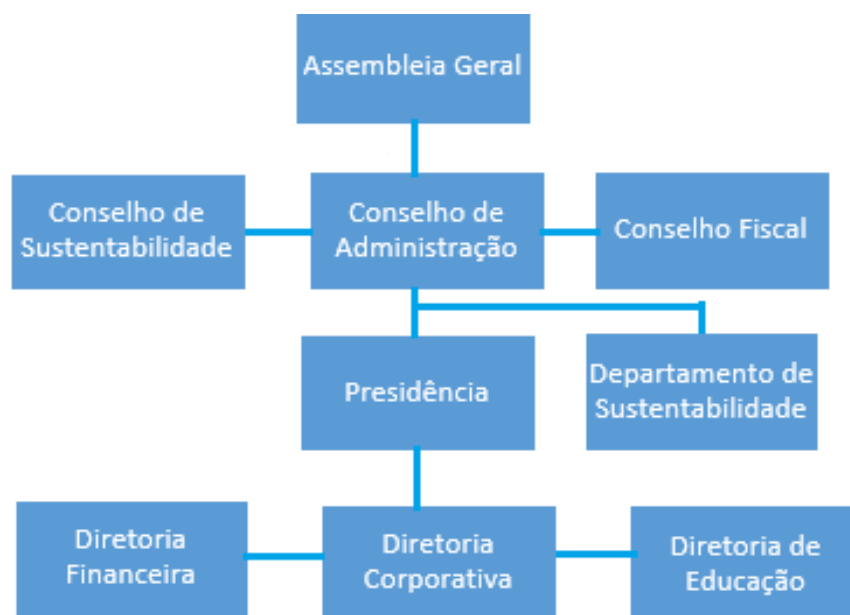 Assembleia Geral
Conselho de
Sustentabilidade
Conselho de
Administração
Conselho Fiscal
Presidência
Departamento de
Sustentabilidade
Diretoria
Financeira
Diretoria
Corporativa
Diretoria de
Educação